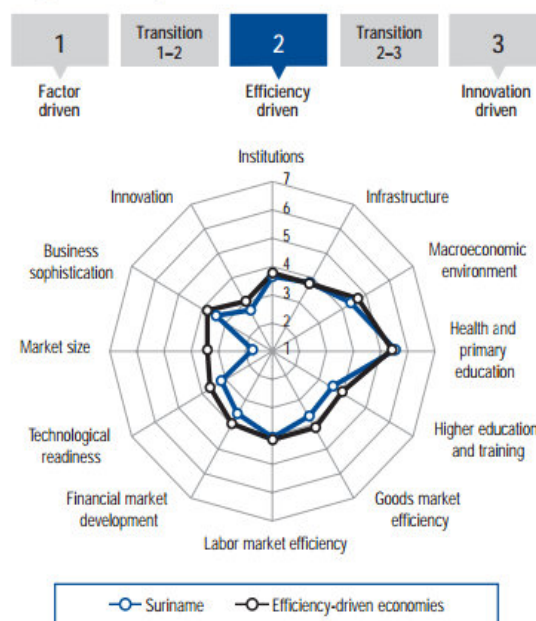 1
Transition
1–2
2
Transition
2–3
3
Factor
driven
Efficiency
driven
Innovation
driven
Institutions
7
Innovation
Infrastructure
6
5
Business
sophistication
Macroeconomic
environment
4
3
2
Market size
1
Health and
primary
education
Technological
readiness
Higher education
and training
Financial market
development
Goods market
efficiency
Labor market efficiency
Suriname
Efficiency-driven economies